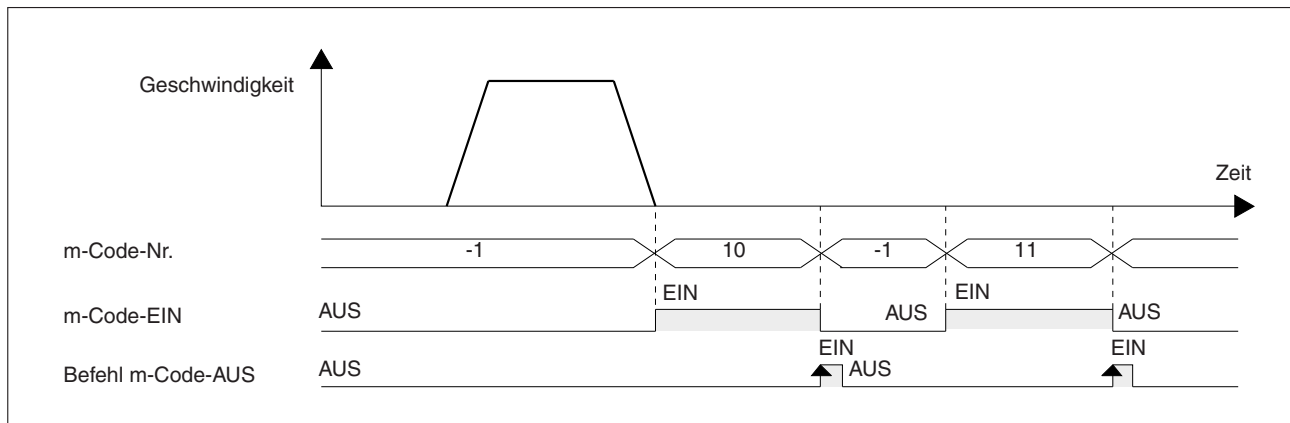 Geschwindigkeit
Zeit
m-Code-Nr. -1 10 -1 11
EIN EIN
m-Code-EIN AUS AUS AUS
EIN EIN
Befehl m-Code-AUS AUS AUS